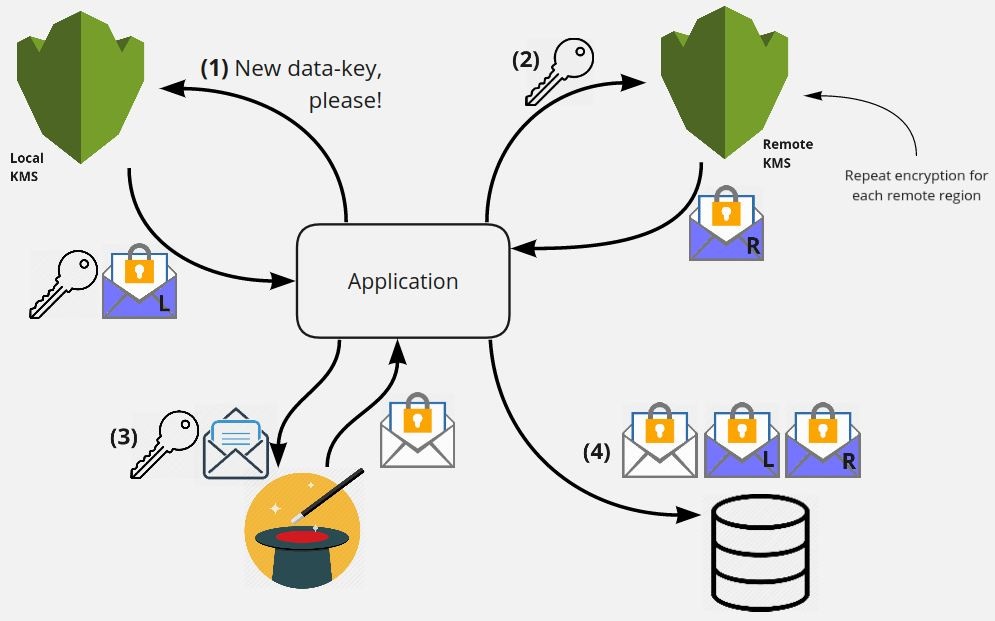 (1) New data-key,
please!
(2)
Local
KMS
Remote
KMS
Repeat encryption for
each remote region
R
L
Application
(3)
(4)
L
R